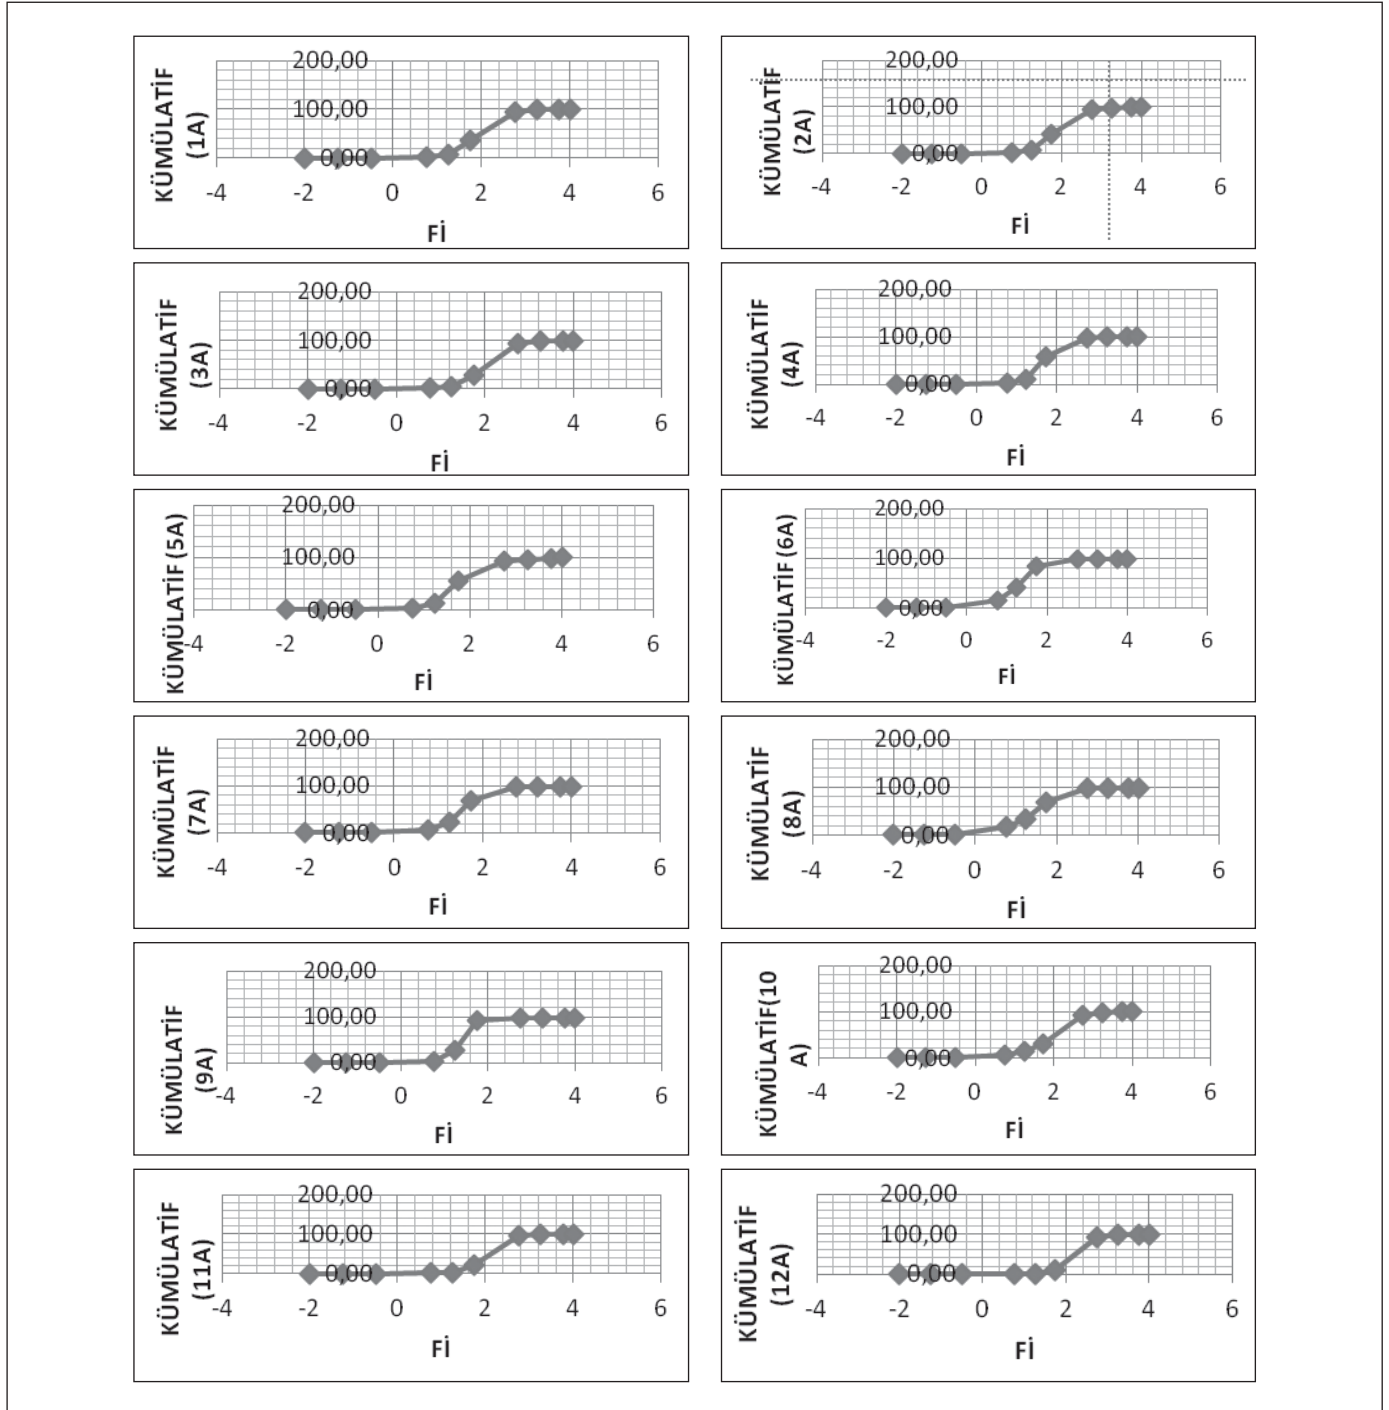 KÜMÜLATİF
(1A)
200,00
100,00
0,00
-4 -2 0 2 4 6
Fİ
KÜMÜLATİF
(2A)
200,00
100,00
0,00
-4 -2 0 2 4 6
Fİ
KÜMÜLATİF
(3A)
200,00
100,00
0,00
-4 -2 0 2 4 6
Fİ
KÜMÜLATİF
(4A)
200,00
100,00
0,00
-4 -2 0 2 4 6
Fİ
KÜMÜLATİF (5A)
200,00
100,00
0,00
-4 -2 0 2 4 6
Fİ
KÜMÜLATİF (6A)
200,00
100,00
0,00
-4 -2 0 2 4 6
Fİ
KÜMÜLATİF
(7A)
200,00
100,00
0,00
-4 -2 0 2 4 6
Fİ
KÜMÜLATİF
(8A)
200,00
100,00
0,00
-4 -2 0 2 4 6
Fİ
KÜMÜLATİF
(9A)
200,00
100,00
0,00
-4 -2 0 2 4 6
Fİ
KÜMÜLATİF(10
A)
200,00
100,00
0,00
-4 -2 0 2 4 6
Fİ
KÜMÜLATİF
(11A)
200,00
100,00
0,00
-4 -2 0 2 4 6
Fİ
KÜMÜLATİF
(12A)
200,00
100,00
0,00
-4 -2 0 2 4 6
Fİ